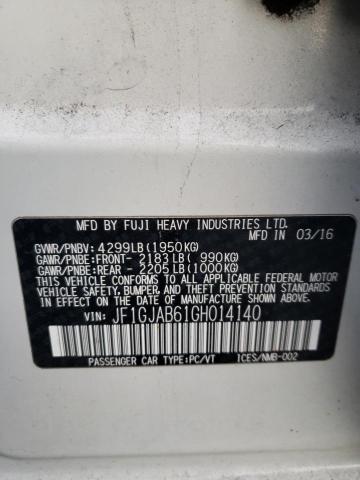 MFD BY FUJI HEAVY INDUSTRIES LTD. 03/16
GVWR/PNBV: 4299LB(1950KG)
GAWR/PNBE:FRONT- 2183LB( 990KG)
GAWR/PNBE:REAR - 2205LB(1000KG)
THIS VEHICLE CONFORMS TO ALL APPLICABLE FEDERAL MOTOR
VEHICLE SAFETY, BUMPER, AND THEFT PREVENTION
STANDARDS IN EFFECT ON THE DATE OF MANUFACTURE
SHOWN ABOVE.
VIN: JF1GJAB61GH014140
PASSENGER CAR TYPE:PC/VT ICES/NMB-002